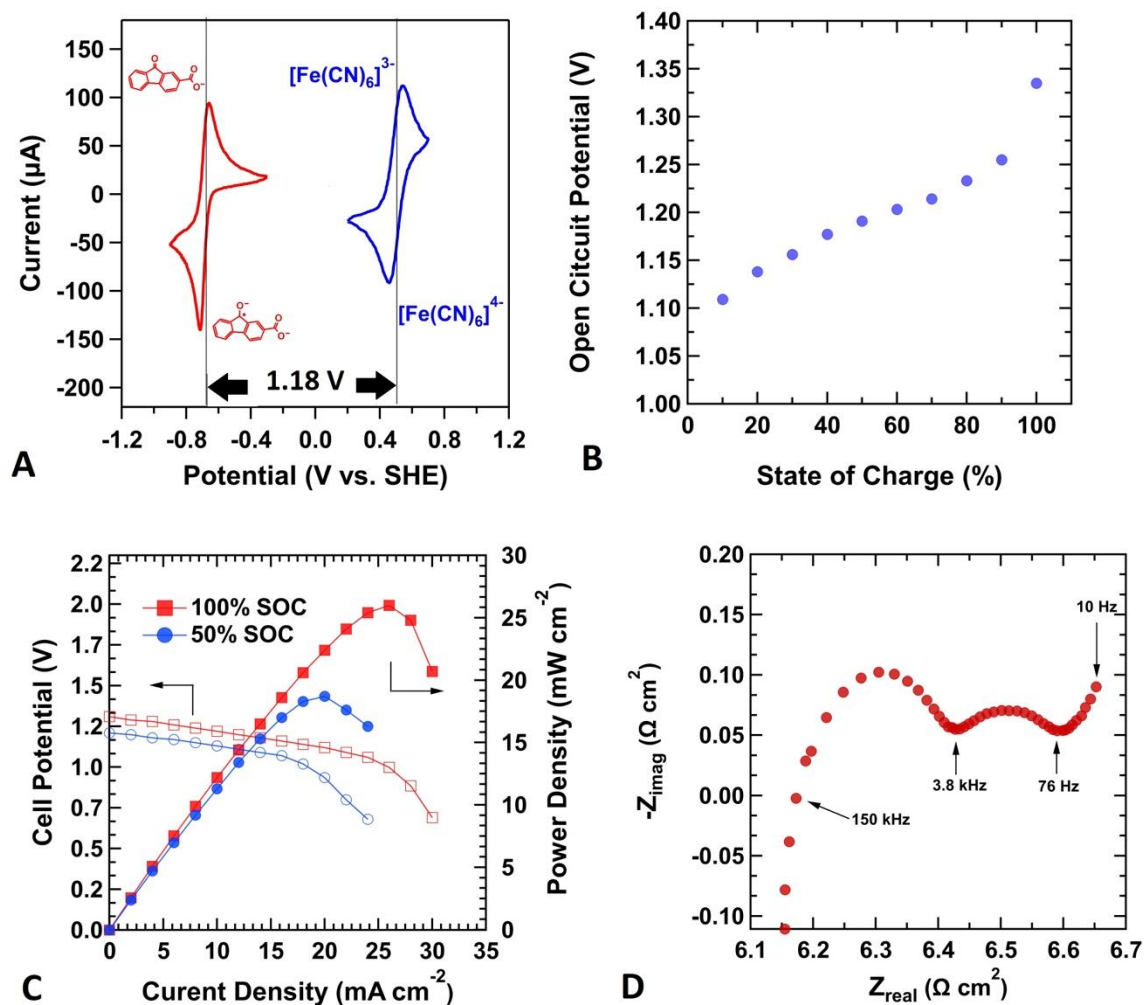 150
100
50
0
-50
-100
-150
-200
Current (µA)
O
O
O⁻
[Fe(CN)₆]³⁻
O⁻
O
O⁻
[Fe(CN)₆]⁴⁻
1.18 V
-1.2 -0.8 -0.4 0.0 0.4 0.8 1.2
Potential (V vs. SHE)
A
1.40
1.35
1.30
1.25
1.20
1.15
1.10
1.05
1.00
Open Citcuit Potential (V)
0 20 40 60 80 100
State of Charge (%)
B
2.2
2.0
1.7
1.5
1.2
1.0
0.7
0.5
0.2
0.0
Cell Potential (V)
100% SOC
50% SOC
30
25
20
15
10
5
0
Power Density (mW cm⁻²)
0 5 10 15 20 25 30 35
Curent Density (mA cm⁻²)
C
0.20
0.15
0.10
0.05
0.00
-0.05
-0.10
-Zimag (Ω cm²)
10 Hz
3.8 kHz
76 Hz
150 kHz
6.1 6.2 6.3 6.4 6.5 6.6 6.7
Zreal (Ω cm²)
D